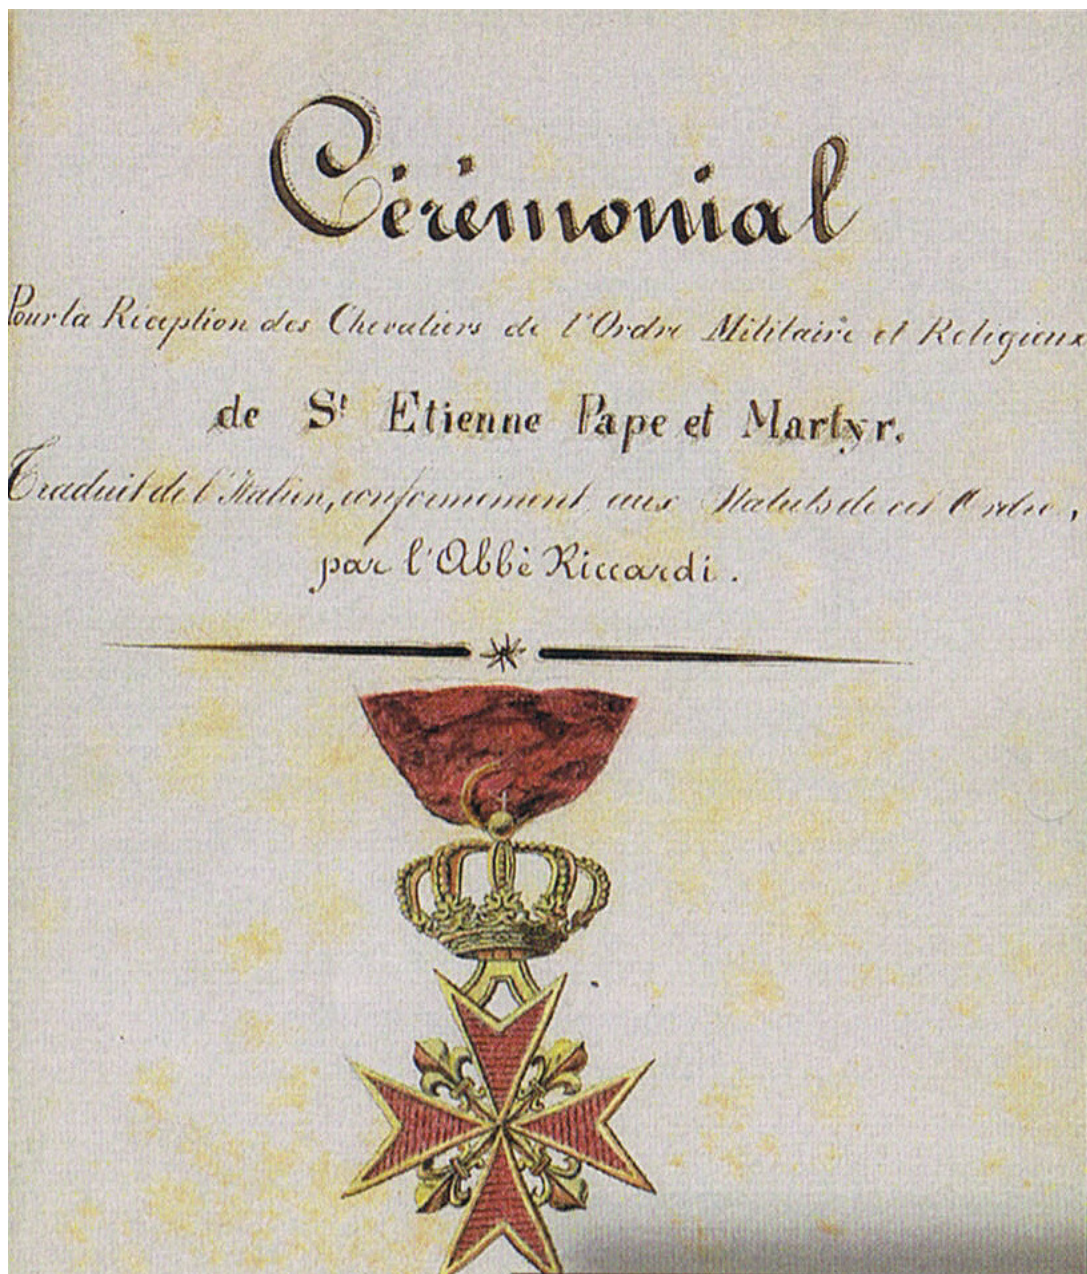 Cérémonial
Pour la Réception des Chevaliers de l'Ordre Militaire et Religieux
de St Etienne Pape et Martyr.
Traduit de l'Italien, conformément aux Statuts de cet Ordre,
par l'Abbé Riccardi.